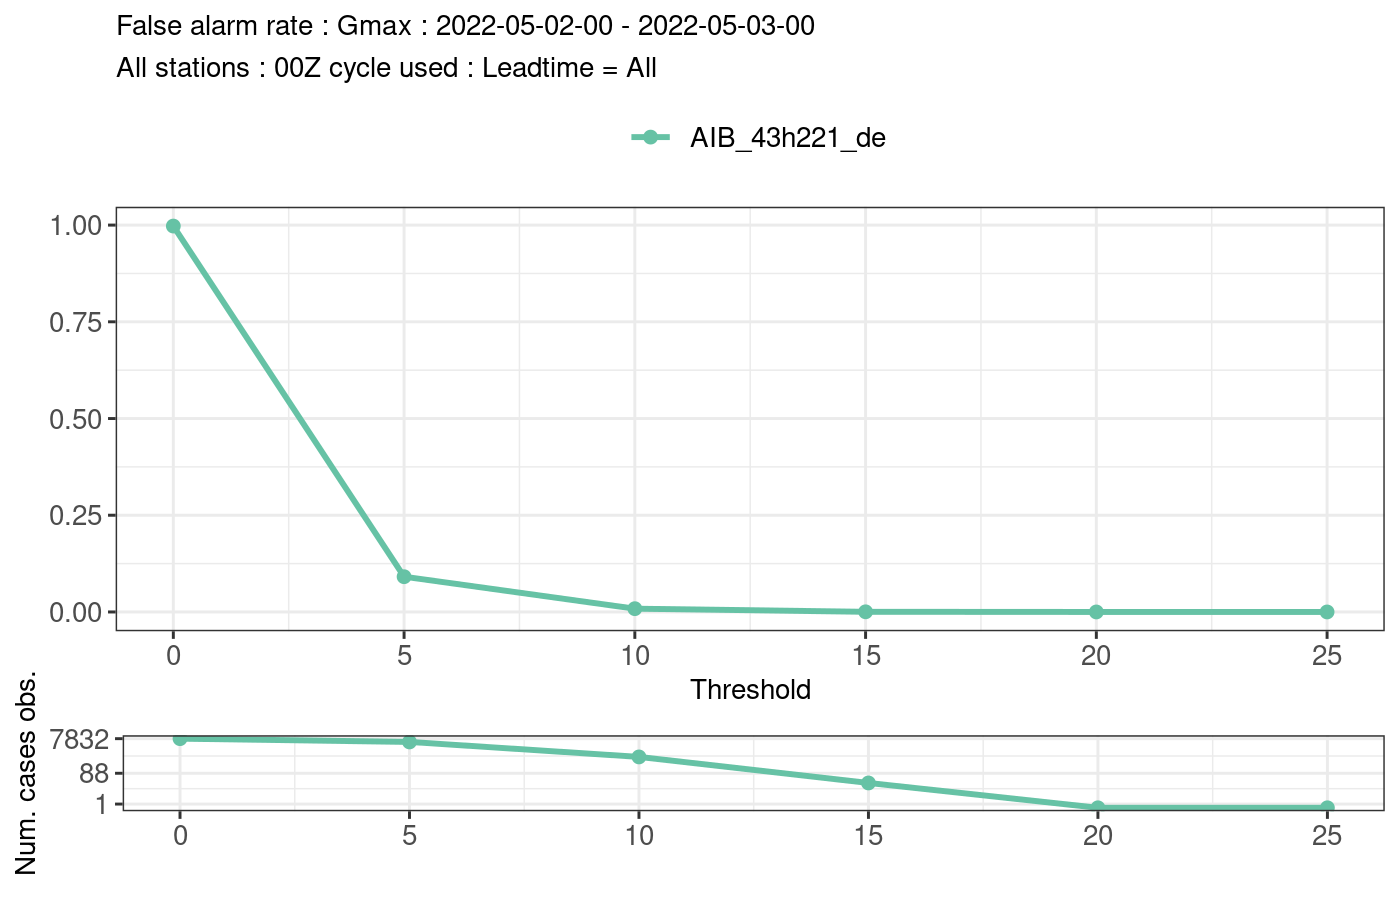 False alarm rate : Gmax : 2022-05-02-00 - 2022-05-03-00
All stations : 00Z cycle used : Leadtime = All
AIB_43h221_de
1.00
0.75
0.50
0.25
0.00
0 5 10 15 20 25
Threshold
Num. cases obs.
7832
88
1
0 5 10 15 20 25